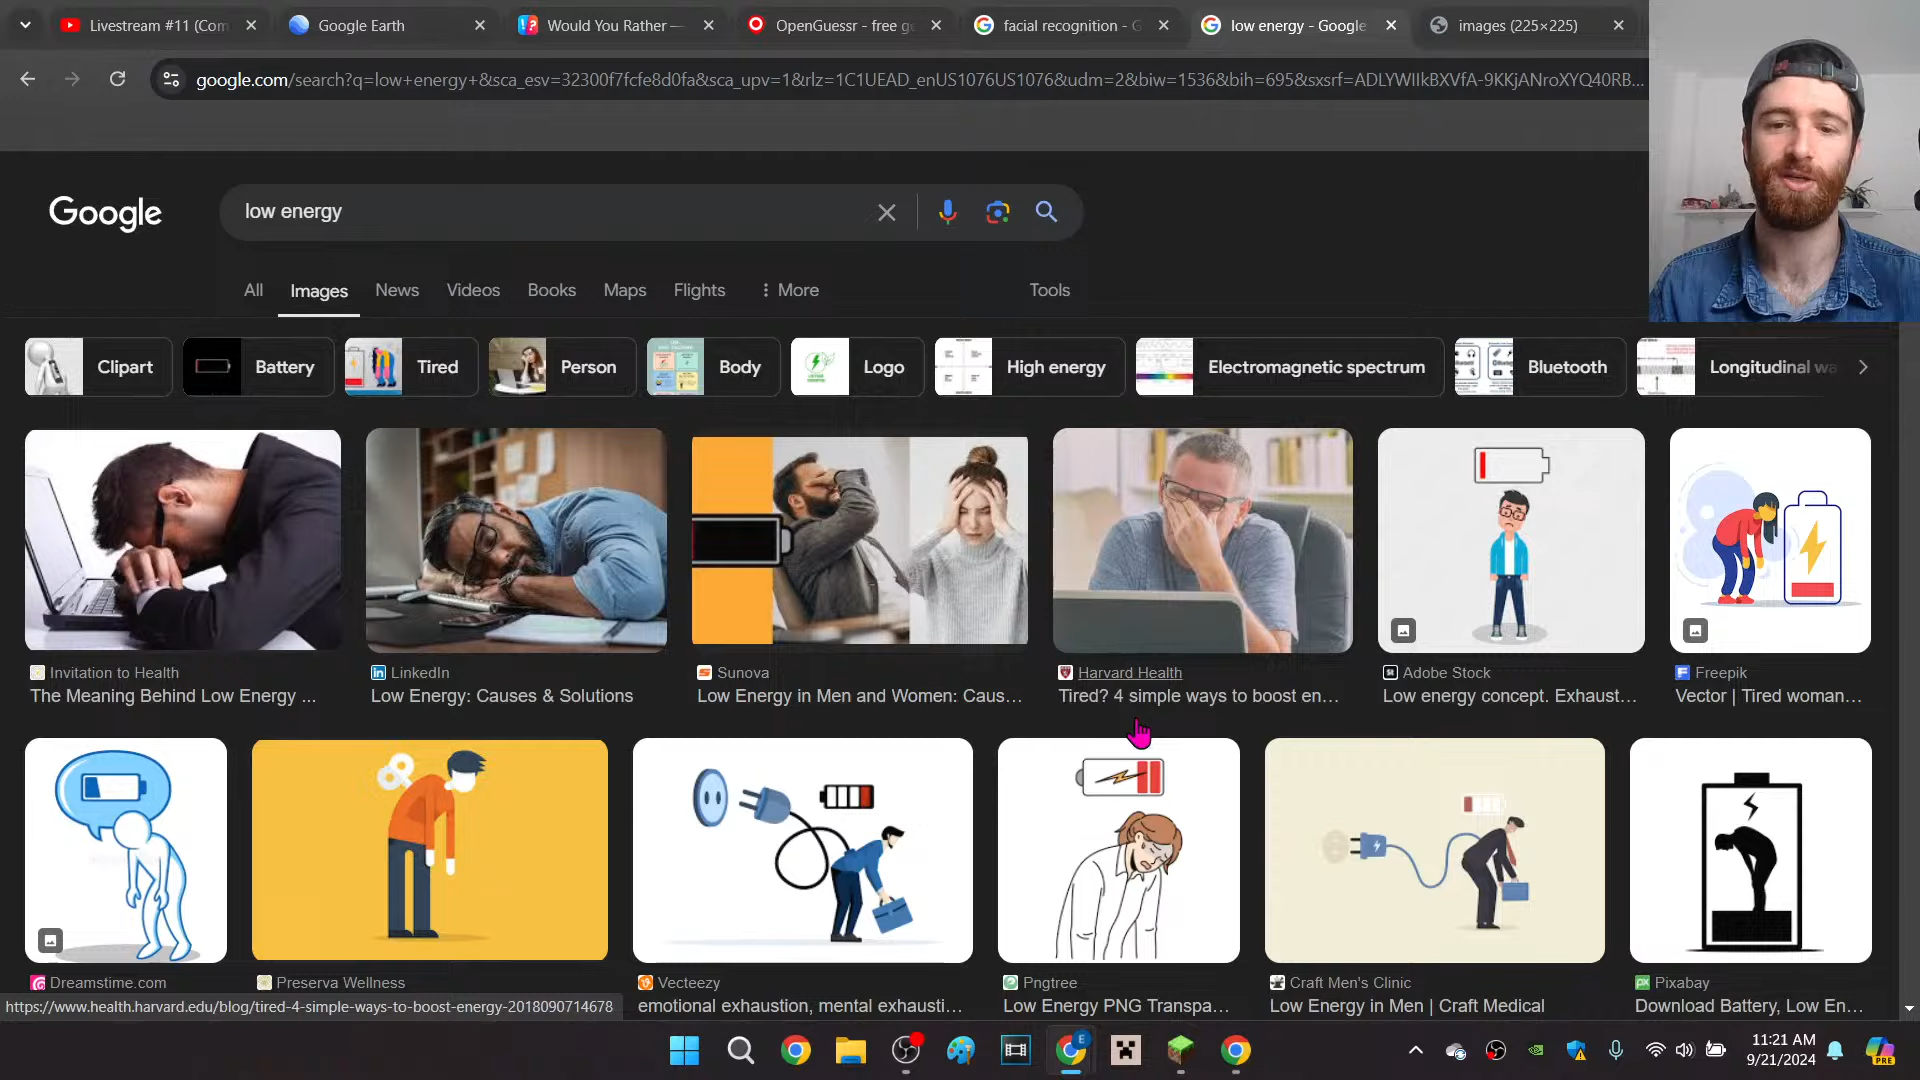 Livestream #11 (Com
Google Earth
Would You Rather —
OpenGuessr - free ge
facial recognition - G
low energy - Google
images (225×225)
google.com/search?q=low+energy+&sca_esv=32300f7fcfe8d0fa&sca_upv=1&rlz=1C1UEAD_enUS1076US1076&udm=2&biw=1536&bih=695&sxsrf=ADLYWIIkBXVfA-9KKjANroXYQ40RB...
Google
low energy
All
Images
News
Videos
Books
Maps
Flights
More
Tools
Clipart
Battery
Tired
Person
Body
Logo
High energy
Electromagnetic spectrum
Bluetooth
Longitudinal wa
Invitation to Health
The Meaning Behind Low Energy ...
LinkedIn
Low Energy: Causes & Solutions
Sunova
Low Energy in Men and Women: Caus...
Harvard Health
Tired? 4 simple ways to boost en...
Adobe Stock
Low energy concept. Exhaust...
Freepik
Vector | Tired woman...
Dreamstime.com
Preserva Wellness
Vecteezy
emotional exhaustion, mental exhausti...
Pngtree
Low Energy PNG Transpa...
Craft Men's Clinic
Low Energy in Men | Craft Medical
Pixabay
Download Battery, Low En...
https://www.health.harvard.edu/blog/tired-4-simple-ways-to-boost-energy-2018090714678
E
11:21 AM
9/21/2024
PRE